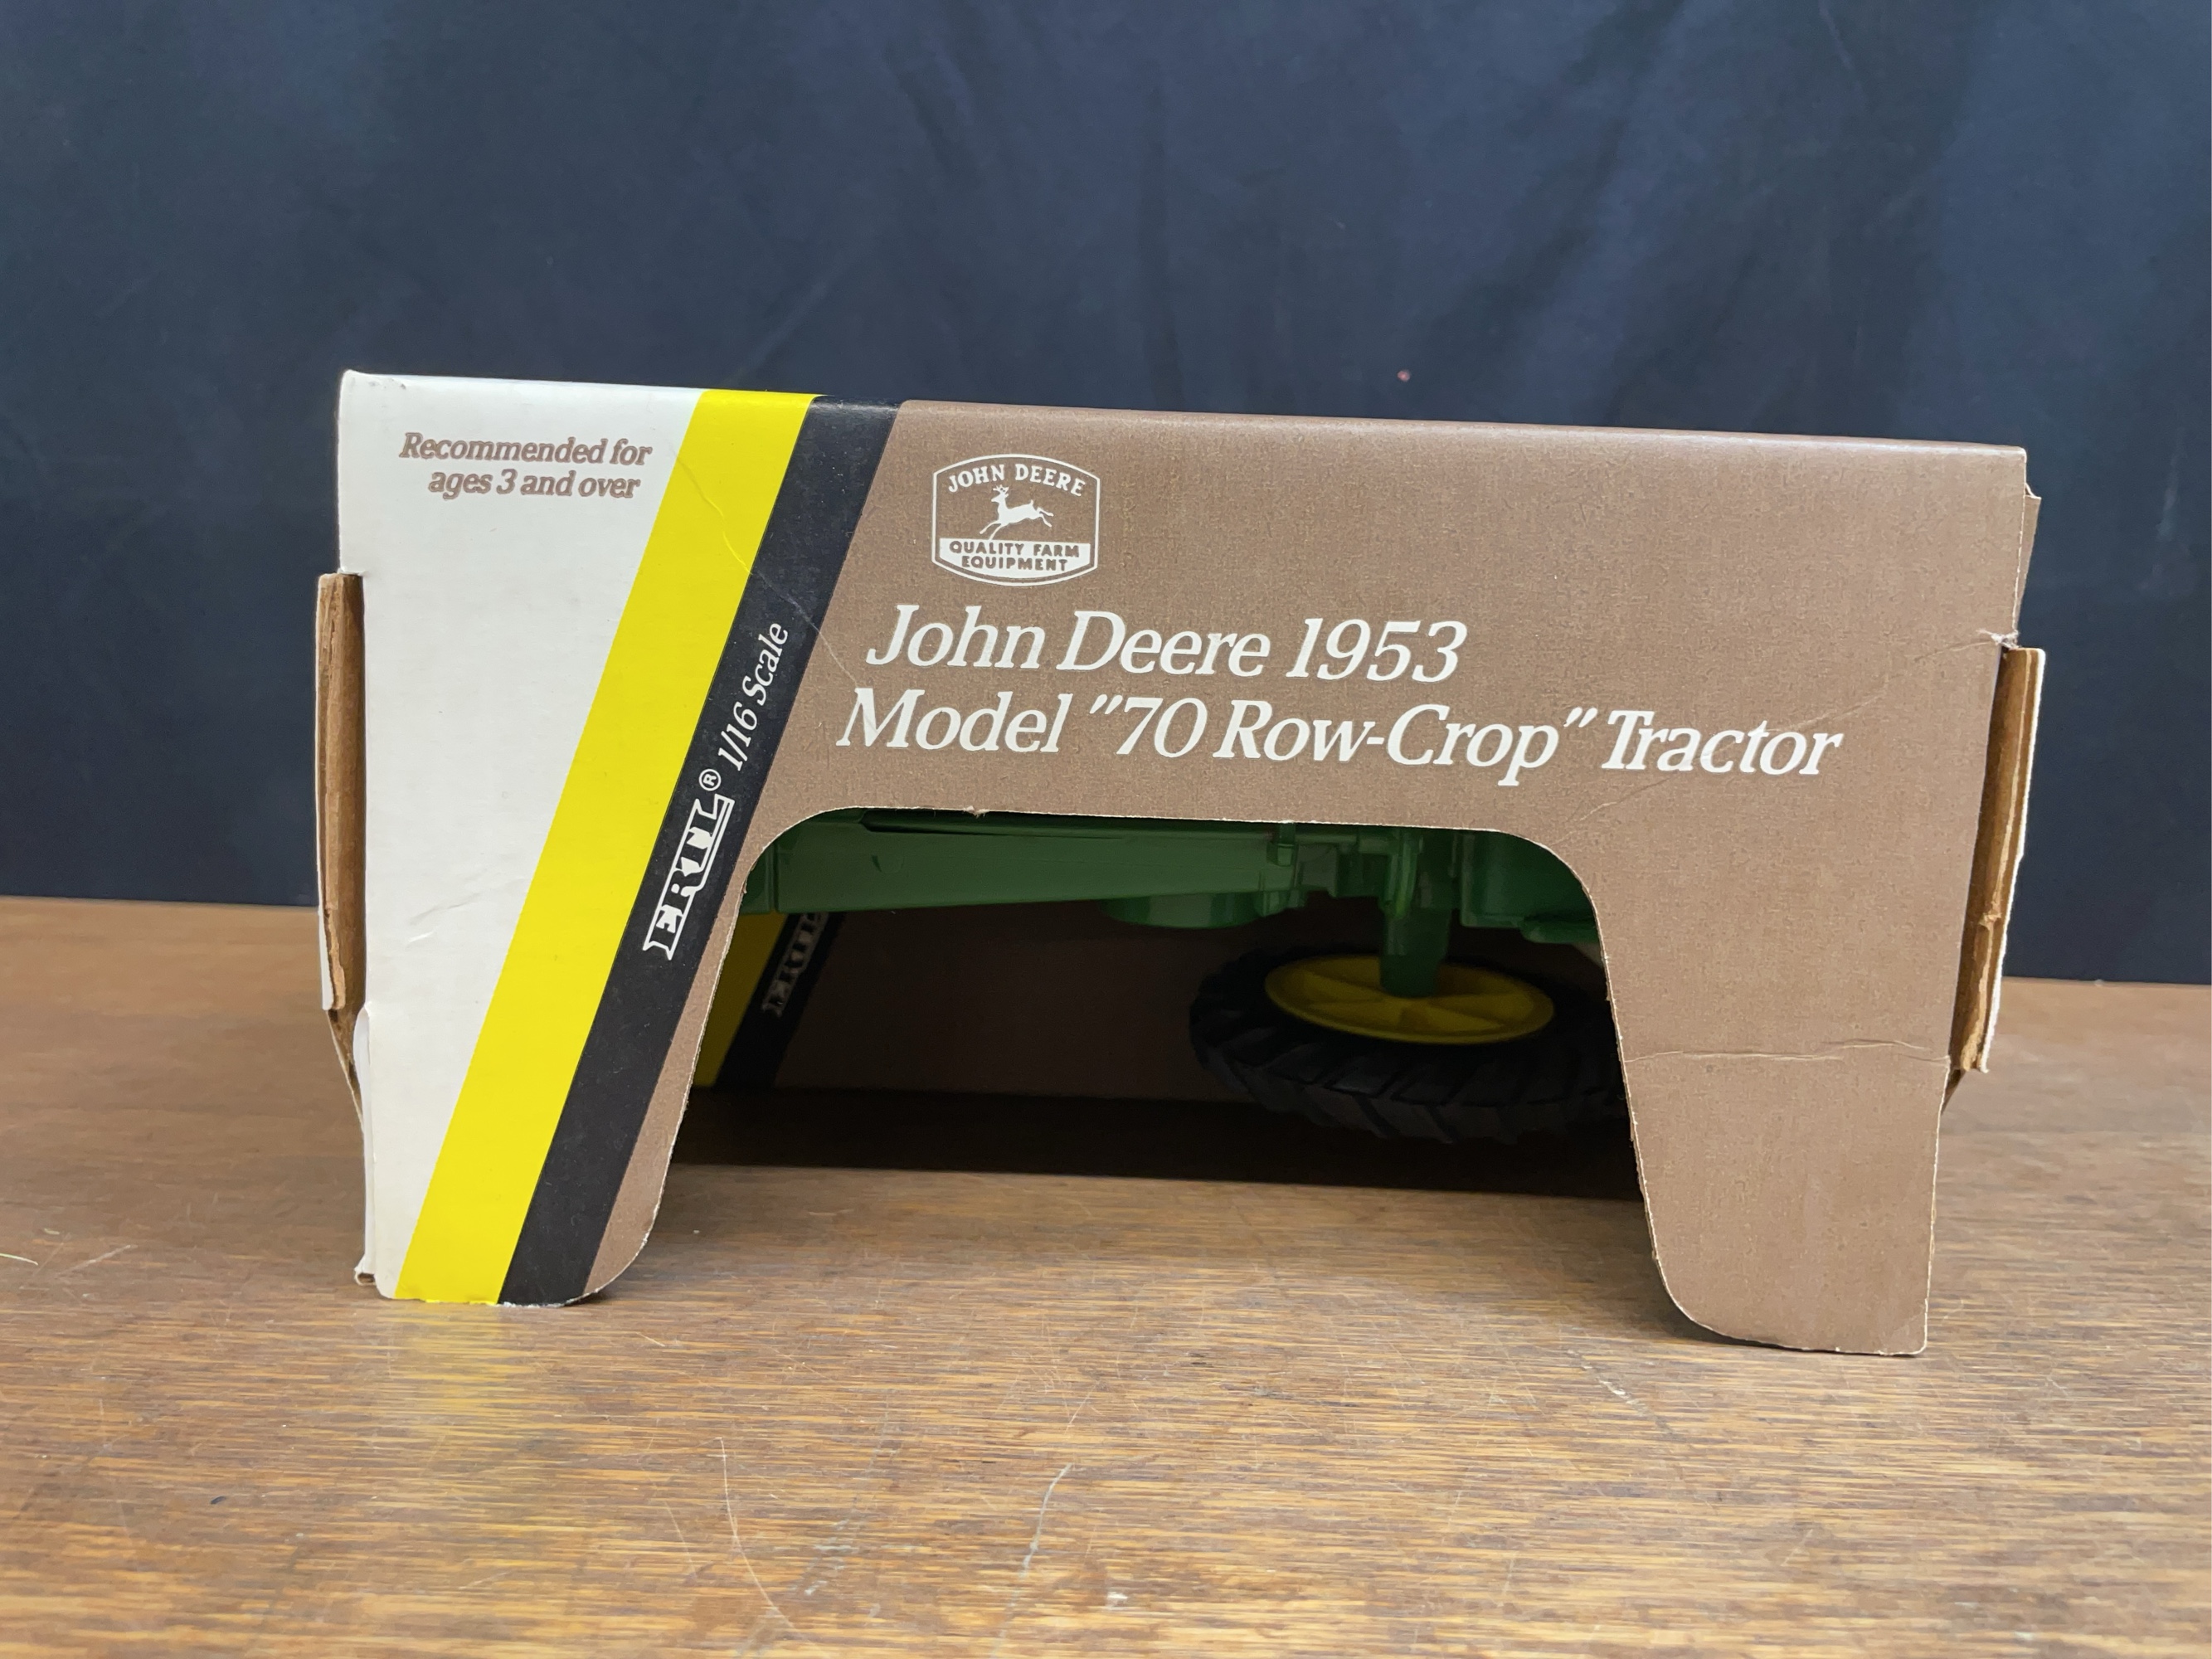 Recommended for
ages 3 and over
JOHN DEERE
QUALITY FARM
EQUIPMENT
John Deere 1953
Model "70 Row-Crop" Tractor
ERTL® 1/16 Scale
ERTL